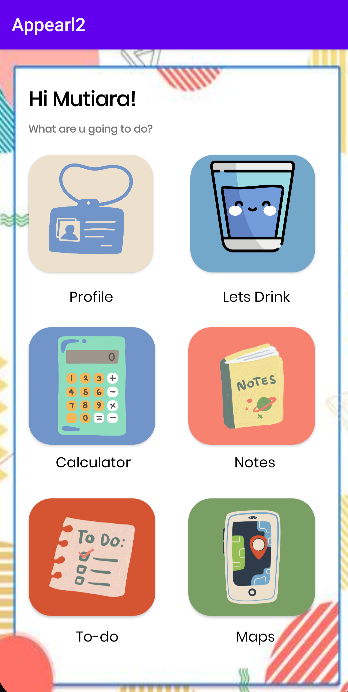 Appearl2
Hi Mutiara!
What are u going to do?
Profile
Lets Drink
0
1 2 3 +
4 5 6 -
7 8 9 ×
0 =
Calculator
NOTES
Notes
TO DO:
To-do
Maps